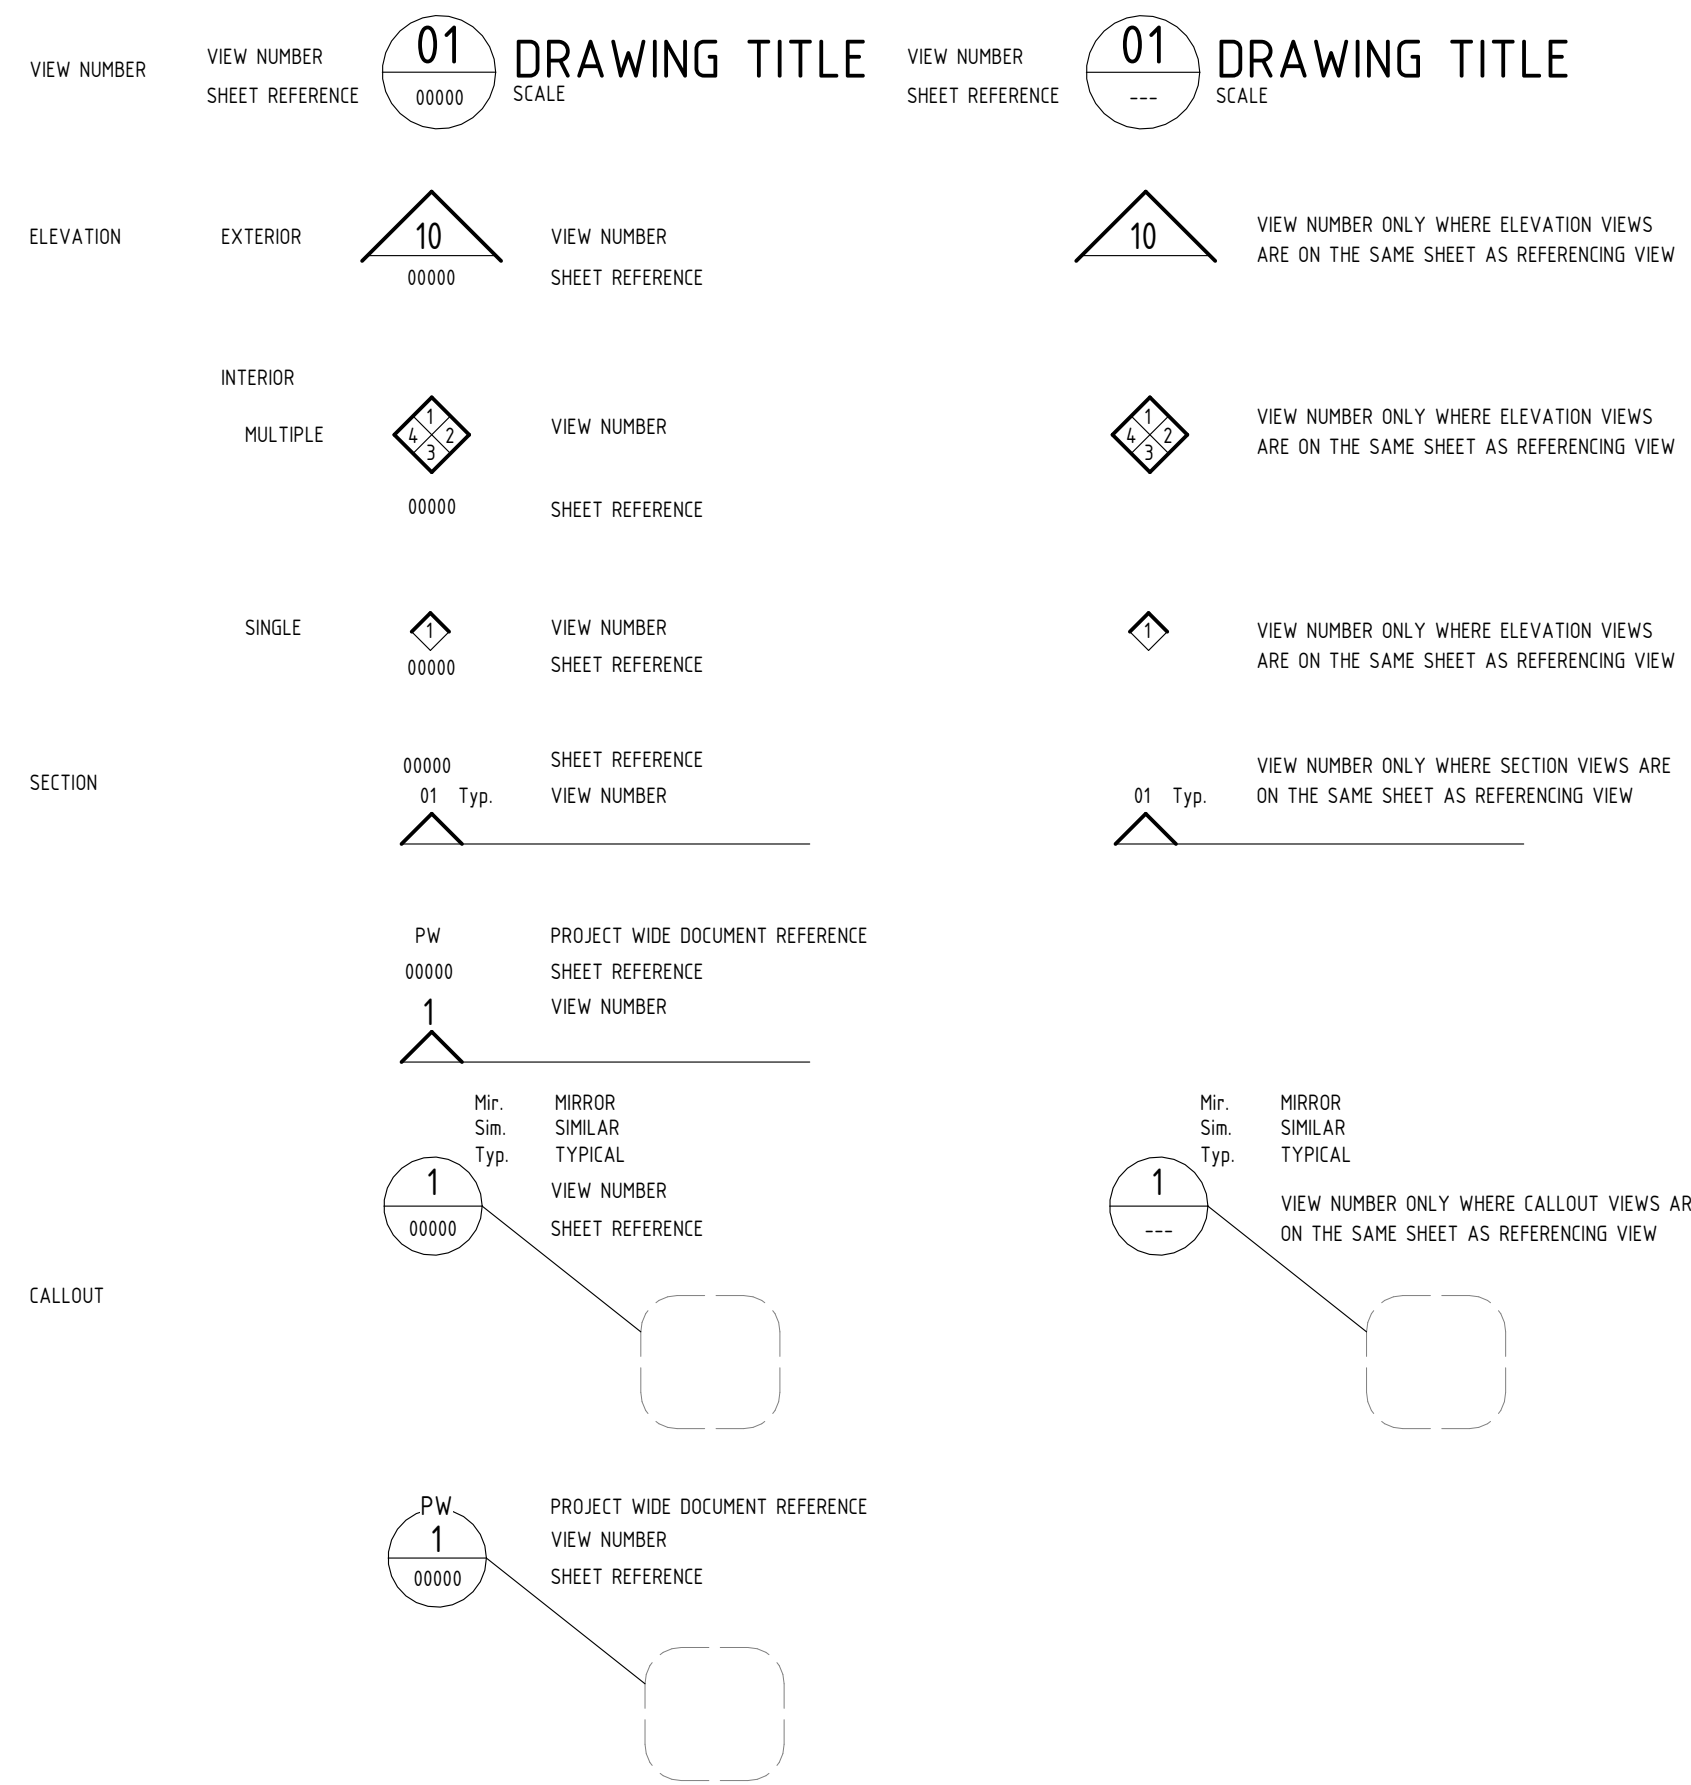 VIEW NUMBER
VIEW NUMBER
SHEET REFERENCE
01
00000
DRAWING TITLE
SCALE
VIEW NUMBER
SHEET REFERENCE
01
---
DRAWING TITLE
SCALE
ELEVATION
EXTERIOR
10
00000
VIEW NUMBER
SHEET REFERENCE
10
VIEW NUMBER ONLY WHERE ELEVATION VIEWS
ARE ON THE SAME SHEET AS REFERENCING VIEW
INTERIOR
MULTIPLE
1
4 2
3
00000
VIEW NUMBER
SHEET REFERENCE
1
4 2
3
VIEW NUMBER ONLY WHERE ELEVATION VIEWS
ARE ON THE SAME SHEET AS REFERENCING VIEW
SINGLE
1
00000
VIEW NUMBER
SHEET REFERENCE
1
VIEW NUMBER ONLY WHERE ELEVATION VIEWS
ARE ON THE SAME SHEET AS REFERENCING VIEW
SECTION
00000
01 Typ.
SHEET REFERENCE
VIEW NUMBER
01 Typ.
VIEW NUMBER ONLY WHERE SECTION VIEWS ARE
ON THE SAME SHEET AS REFERENCING VIEW
PW
00000
1
PROJECT WIDE DOCUMENT REFERENCE
SHEET REFERENCE
VIEW NUMBER
CALLOUT
Mir. MIRROR
Sim. SIMILAR
Typ. TYPICAL
1
00000
VIEW NUMBER
SHEET REFERENCE
Mir. MIRROR
Sim. SIMILAR
Typ. TYPICAL
1
---
VIEW NUMBER ONLY WHERE CALLOUT VIEWS AR
ON THE SAME SHEET AS REFERENCING VIEW
PW
1
00000
PROJECT WIDE DOCUMENT REFERENCE
VIEW NUMBER
SHEET REFERENCE